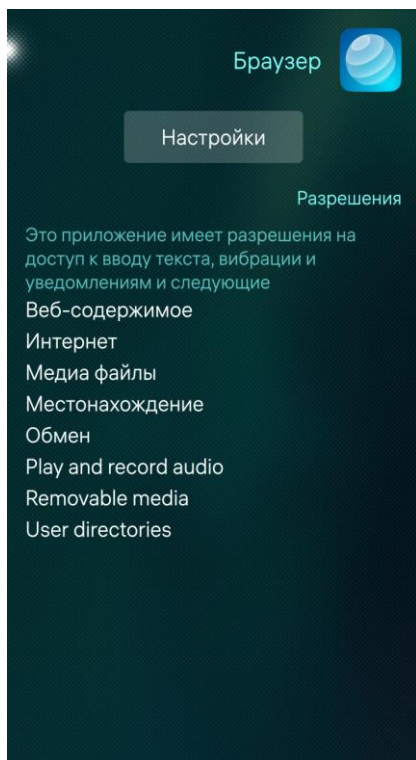 Браузер
Настройки
Разрешения
Это приложение имеет разрешения на
доступ к вводу текста, вибрации и
уведомлениям и следующие
Веб-содержимое
Интернет
Медиа файлы
Местонахождение
Обмен
Play and record audio
Removable media
User directories